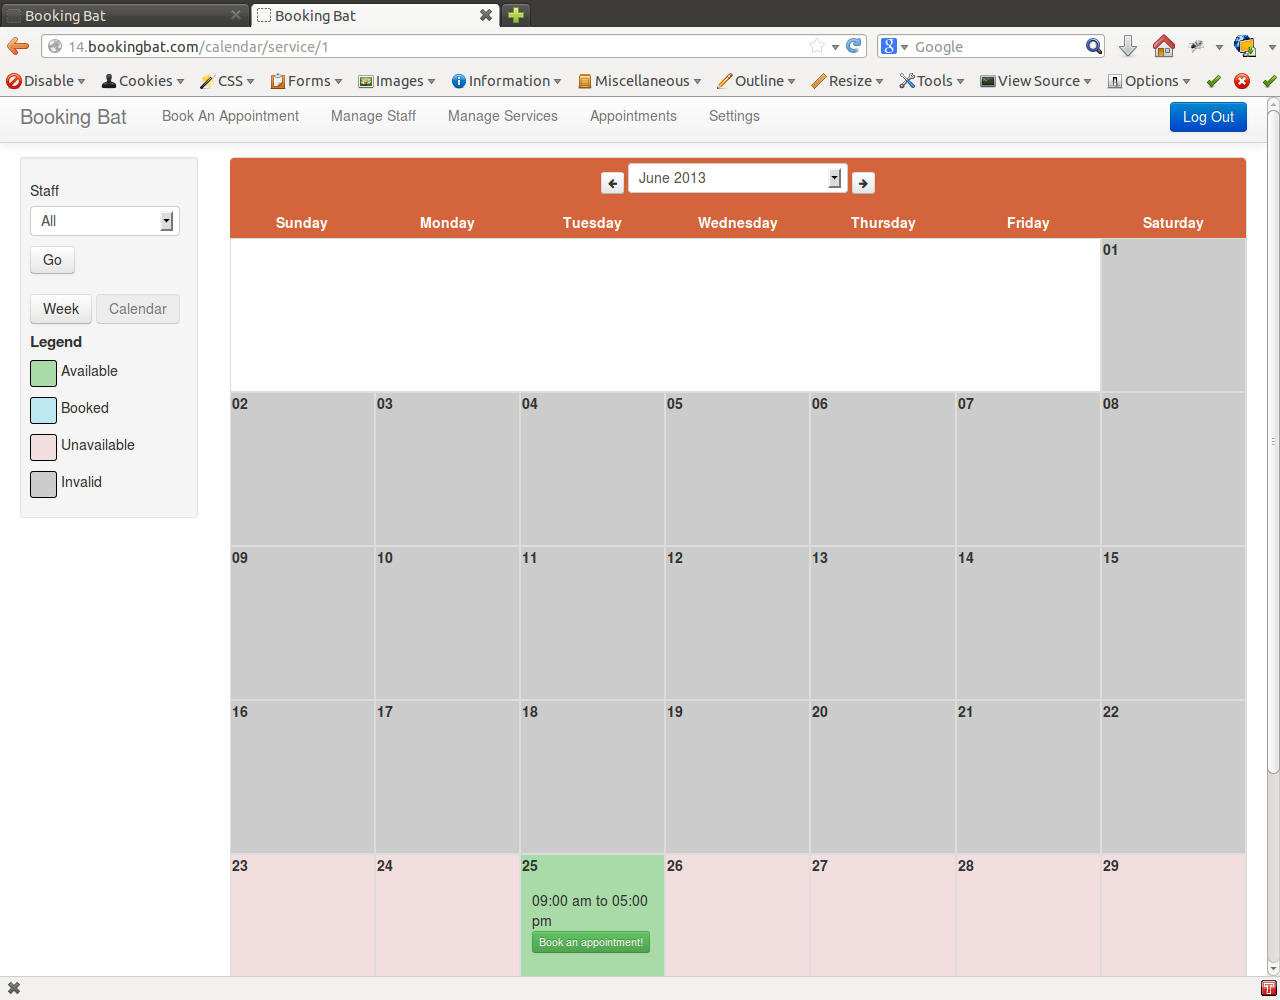 Booking Bat
Booking Bat
14.bookingbat.com/calendar/service/1
8 Google
Disable Cookies CSS Forms Images Information Miscellaneous Outline Resize Tools View Source Options
Booking Bat Book An Appointment Manage Staff Manage Services Appointments Settings Log Out
Staff
All
Go
Week Calendar
Legend
Available
Booked
Unavailable
Invalid
June 2013
Sunday Monday Tuesday Wednesday Thursday Friday Saturday
01
02 03 04 05 06 07 08
09 10 11 12 13 14 15
16 17 18 19 20 21 22
23 24 25 26 27 28 29
09:00 am to 05:00
pm
Book an appointment!
T